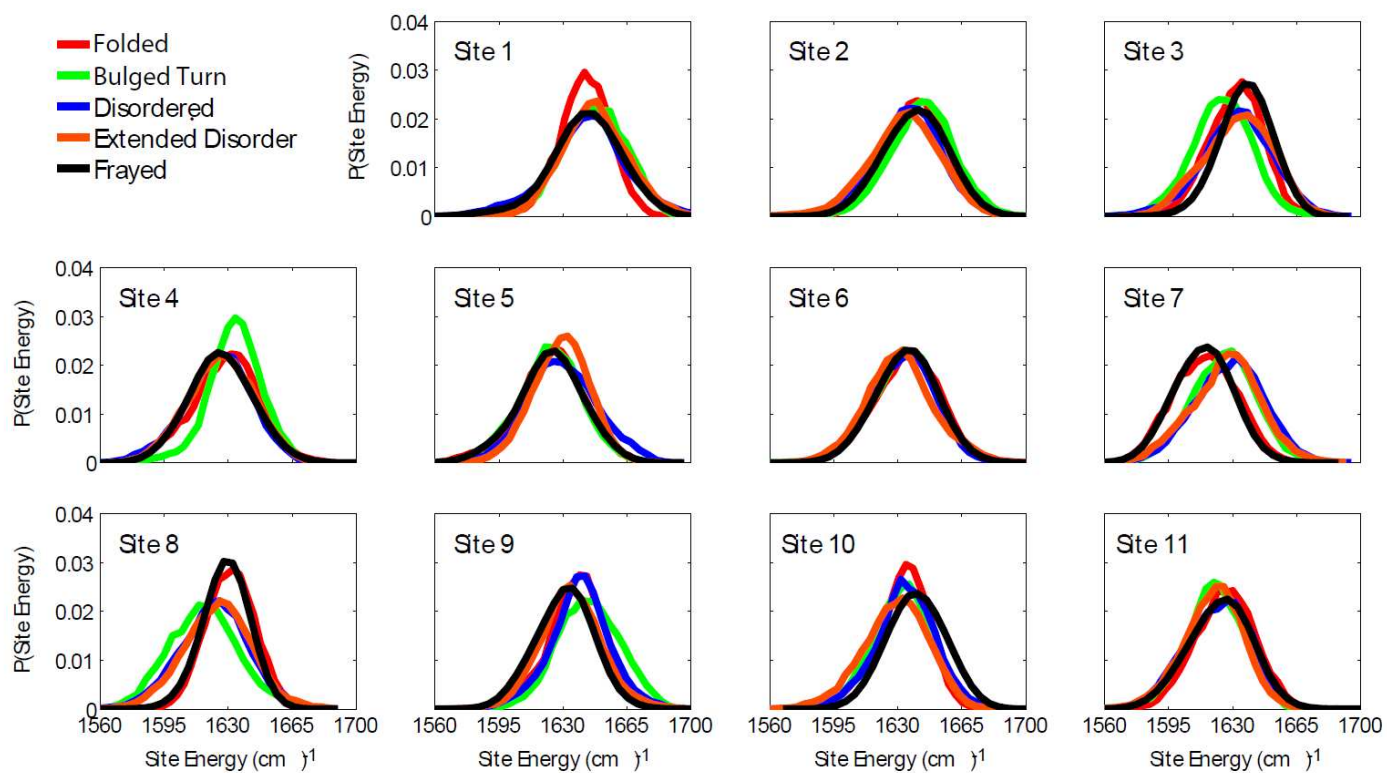 Folded
Bulged Turn
Disordered
Extended Disorder
Frayed
P(Site Energy)
0.04
0.03
0.02
0.01
0
Site 1
Site 2
Site 3
P(Site Energy)
0.04
0.03
0.02
0.01
0
Site 4
Site 5
Site 6
Site 7
P(Site Energy)
0.04
0.03
0.02
0.01
0
Site 8
Site 9
Site 10
Site 11
1560 1595 1630 1665 1700
1560 1595 1630 1665 1700
1560 1595 1630 1665 1700
1560 1595 1630 1665 1700
Site Energy (cm )-1
Site Energy (cm )-1
Site Energy (cm )-1
Site Energy (cm )-1